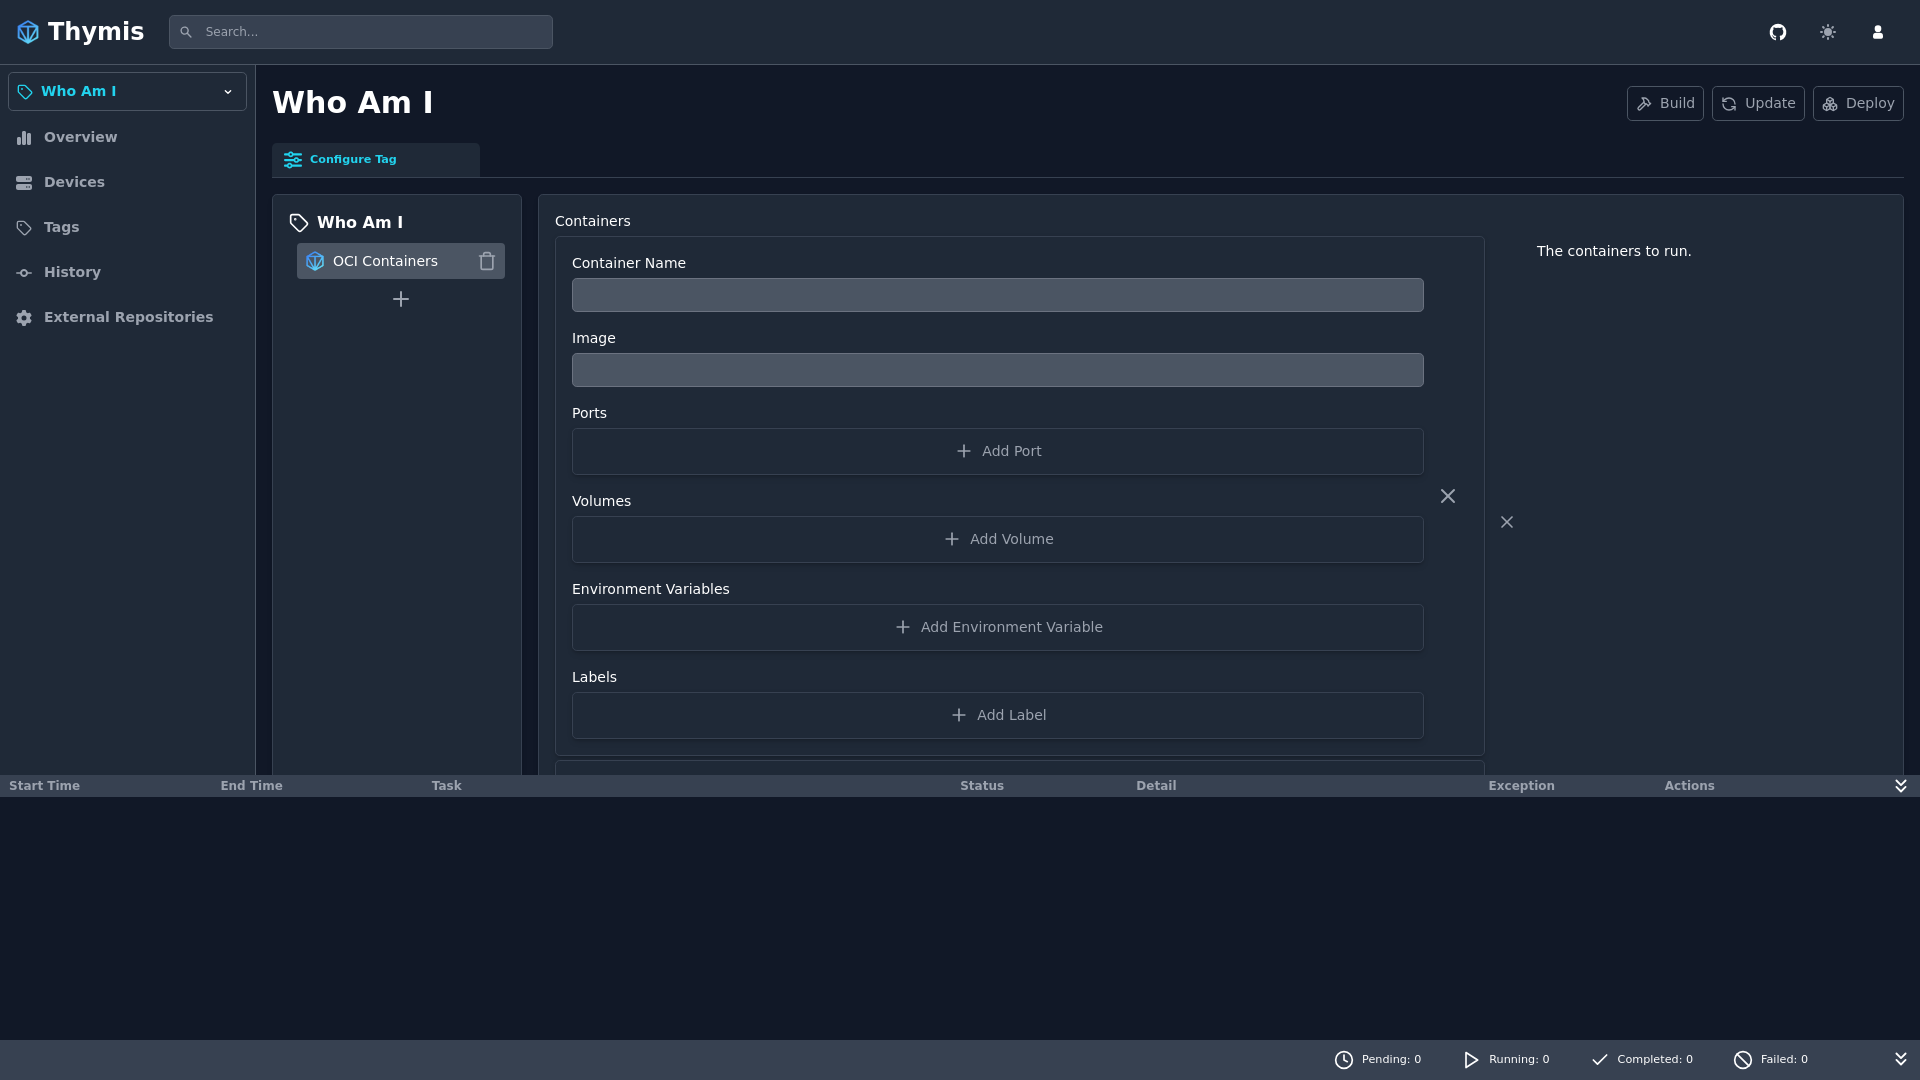 Thymis
Search...
Who Am I
Overview
Devices
Tags
History
External Repositories
Who Am I
Build
Update
Deploy
Configure Tag
Who Am I
OCI Containers
Containers
Container Name
Image
Ports
Add Port
Volumes
Add Volume
Environment Variables
Add Environment Variable
Labels
Add Label
The containers to run.
Start Time End Time Task Status Detail Exception Actions
Pending: 0 Running: 0 Completed: 0 Failed: 0